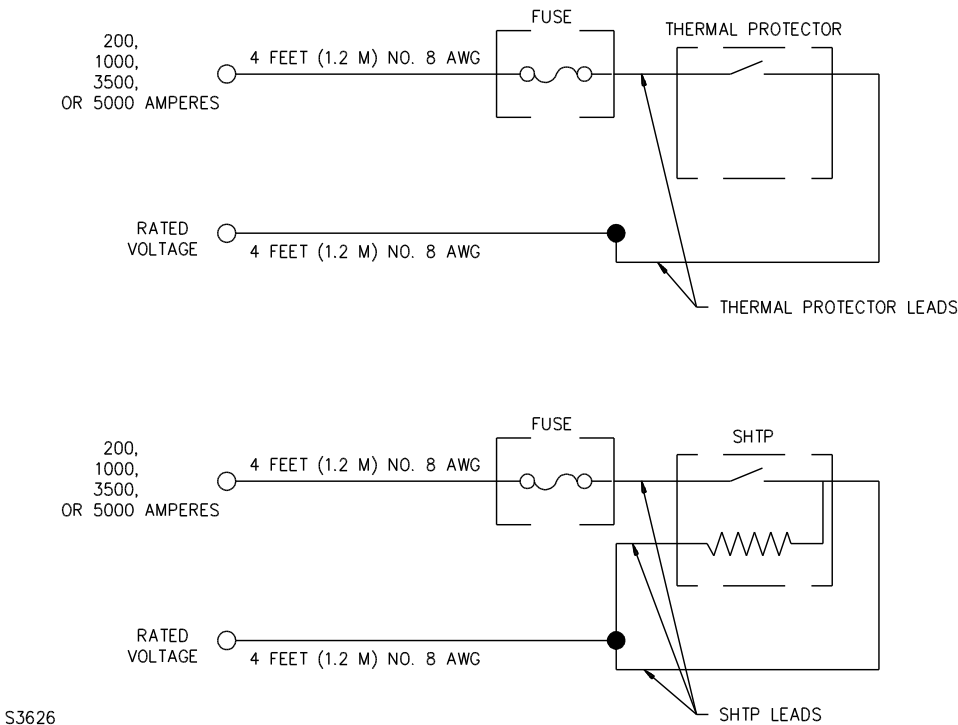 FUSE
THERMAL PROTECTOR
200,
1000,
3500,
OR 5000 AMPERES
4 FEET (1.2 M) NO. 8 AWG
RATED
VOLTAGE
4 FEET (1.2 M) NO. 8 AWG
THERMAL PROTECTOR LEADS
FUSE
SHTP
200,
1000,
3500,
OR 5000 AMPERES
4 FEET (1.2 M) NO. 8 AWG
RATED
VOLTAGE
4 FEET (1.2 M) NO. 8 AWG
SHTP LEADS
S3626